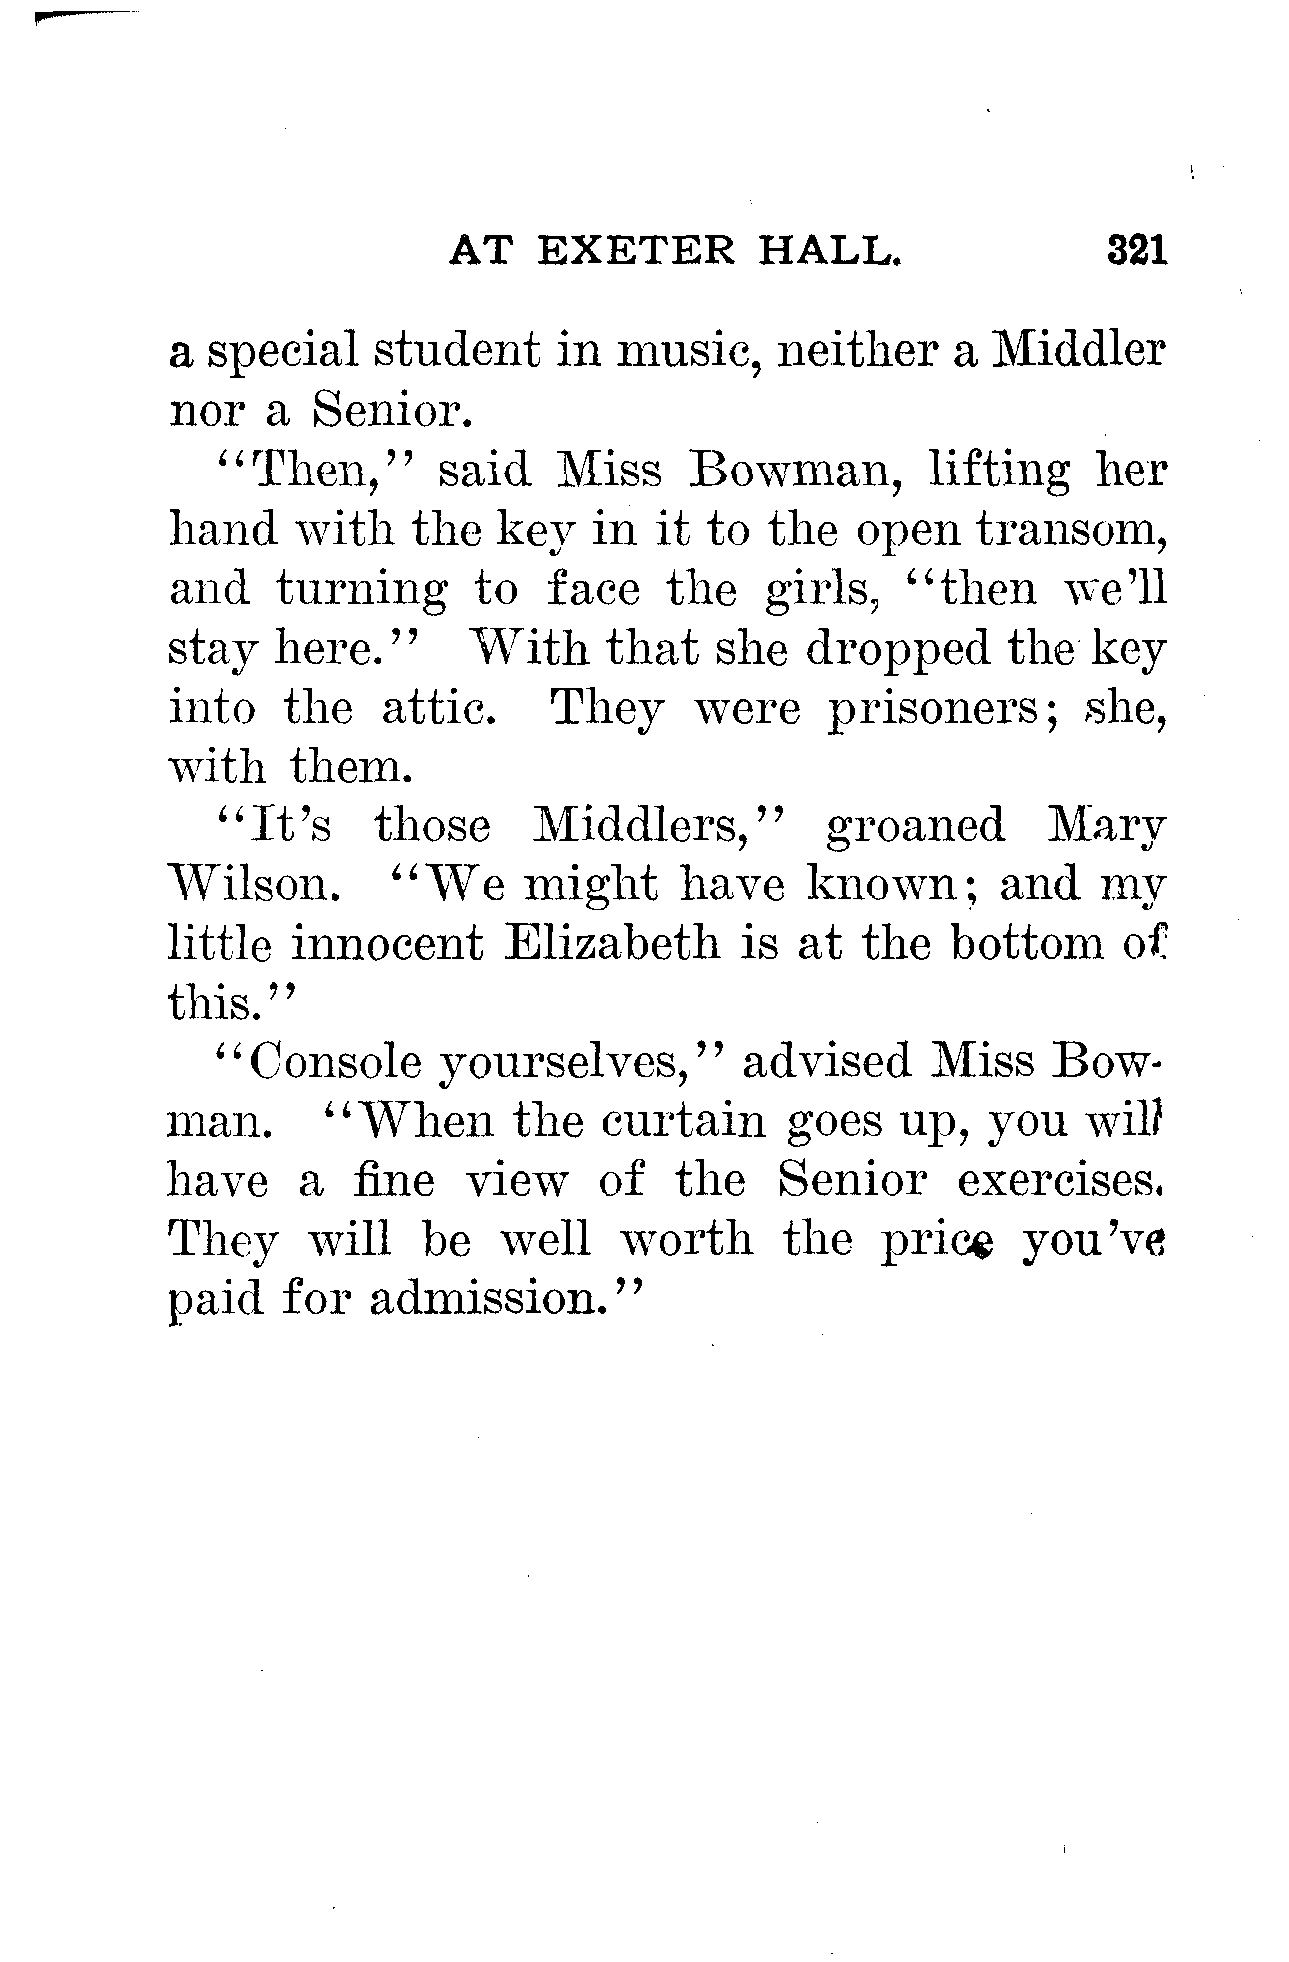 AT EXETER HALL. 321
a special student in music, neither a Middler
nor a Senior.
"Then," said Miss Bowman, lifting her
hand with the key in it to the open transom,
and turning to face the girls, "then we'll
stay here." With that she dropped the key
into the attic. They were prisoners; she,
with them.
"It's those Middlers," groaned Mary
Wilson. "We might have known; and my
little innocent Elizabeth is at the bottom of
this."
"Console yourselves," advised Miss Bow-
man. "When the curtain goes up, you will
have a fine view of the Senior exercises.
They will be well worth the price you've
paid for admission."